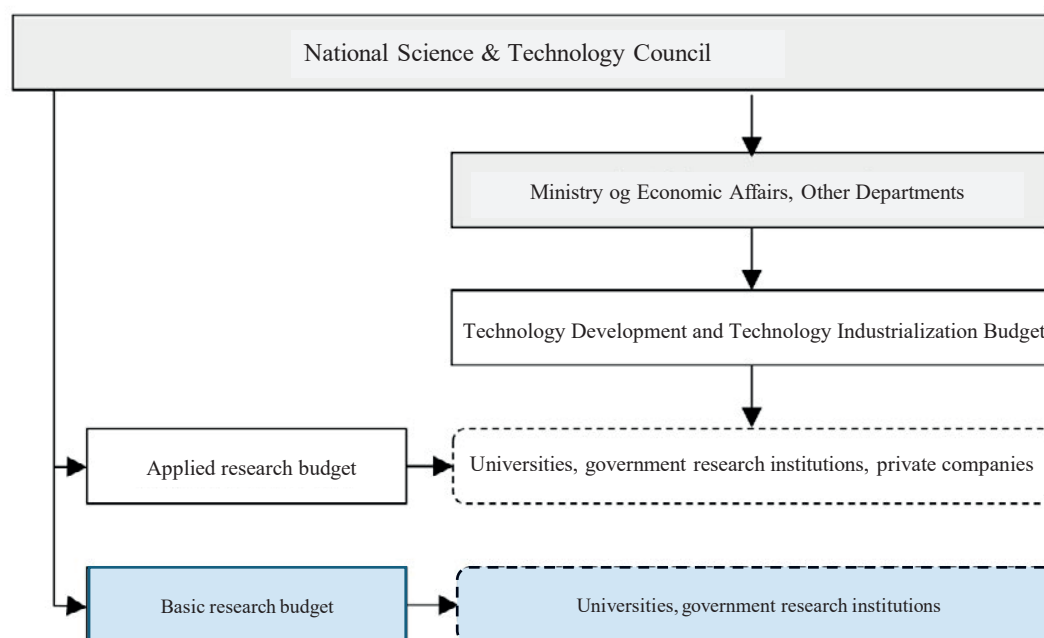 National Science & Technology Council
Ministry og Economic Affairs, Other Departments
Technology Development and Technology Industrialization Budget
Applied research budget
Universities, government research institutions, private companies
Basic research budget
Universities, government research institutions